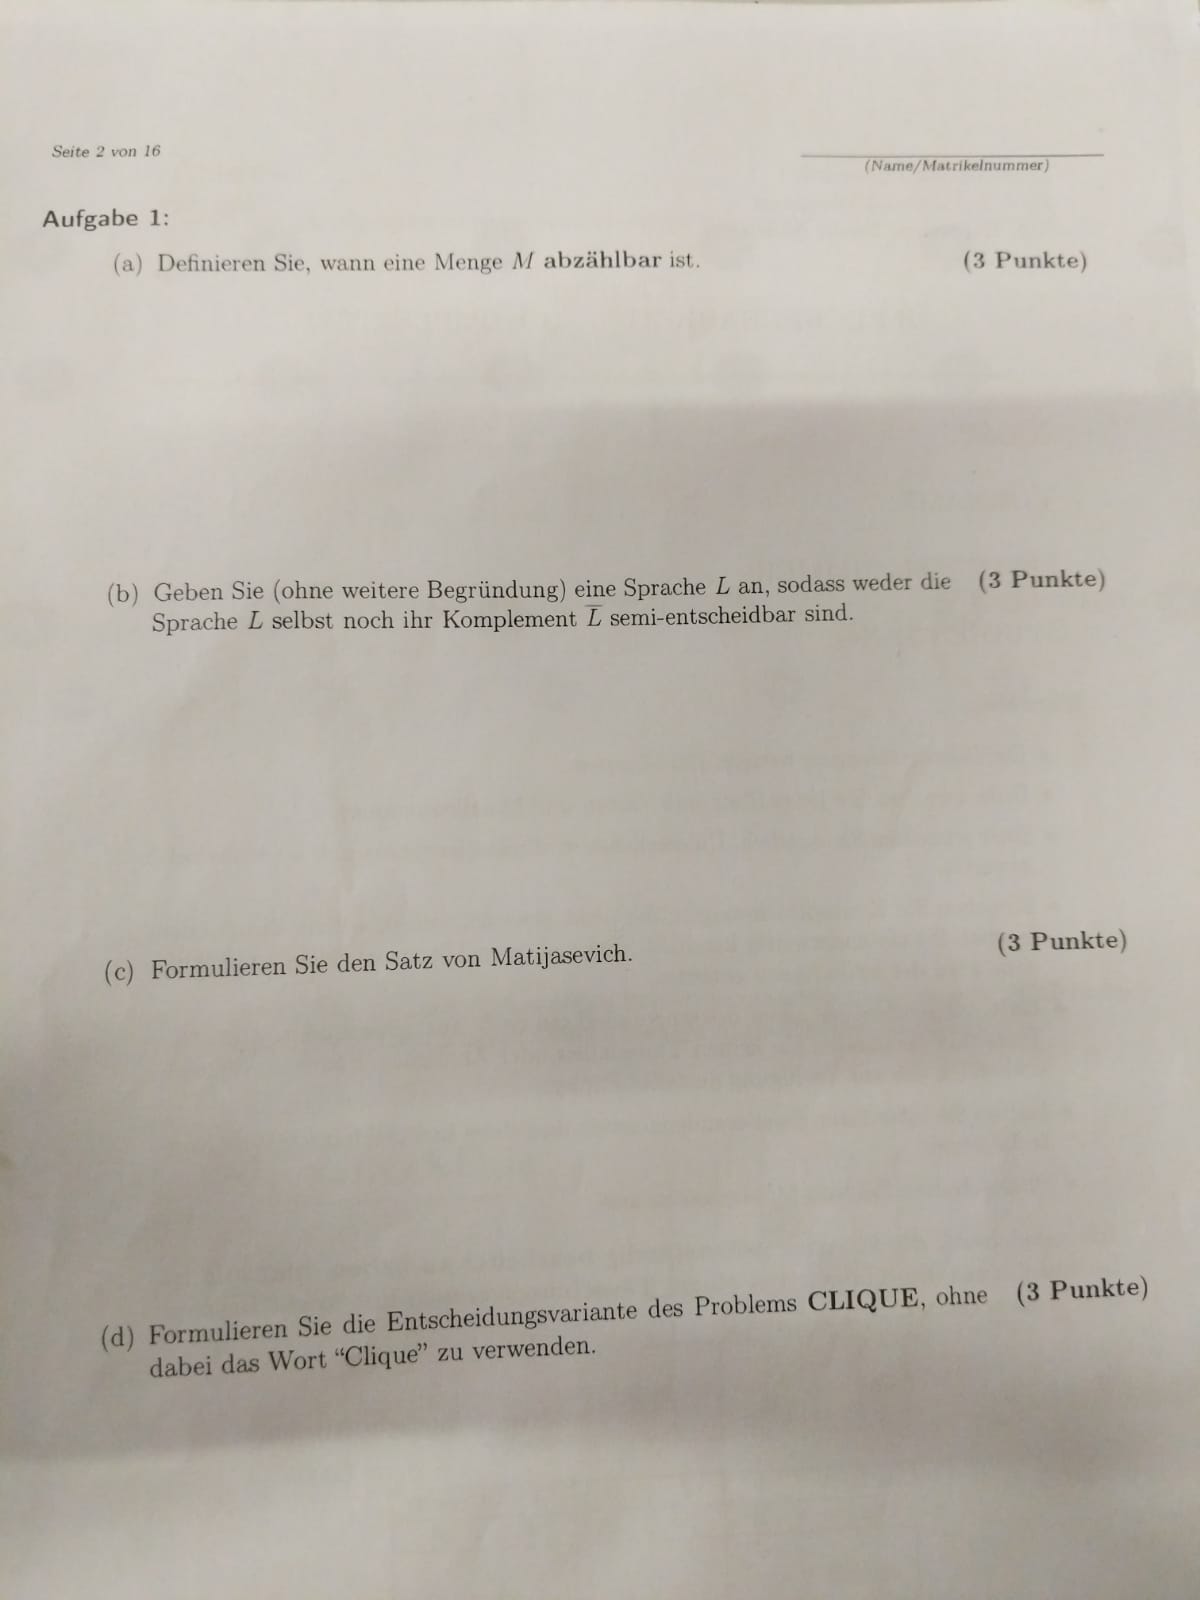 Seite 2 von 16
(Name/Matrikelnummer)
Aufgabe 1:
(a) Definieren Sie, wann eine Menge M abzählbar ist. (3 Punkte)
(b) Geben Sie (ohne weitere Begründung) eine Sprache L an, sodass weder die (3 Punkte)
Sprache L selbst noch ihr Komplement L̅ semi-entscheidbar sind.
(c) Formulieren Sie den Satz von Matijasevich. (3 Punkte)
(d) Formulieren Sie die Entscheidungsvariante des Problems CLIQUE, ohne (3 Punkte)
dabei das Wort “Clique” zu verwenden.